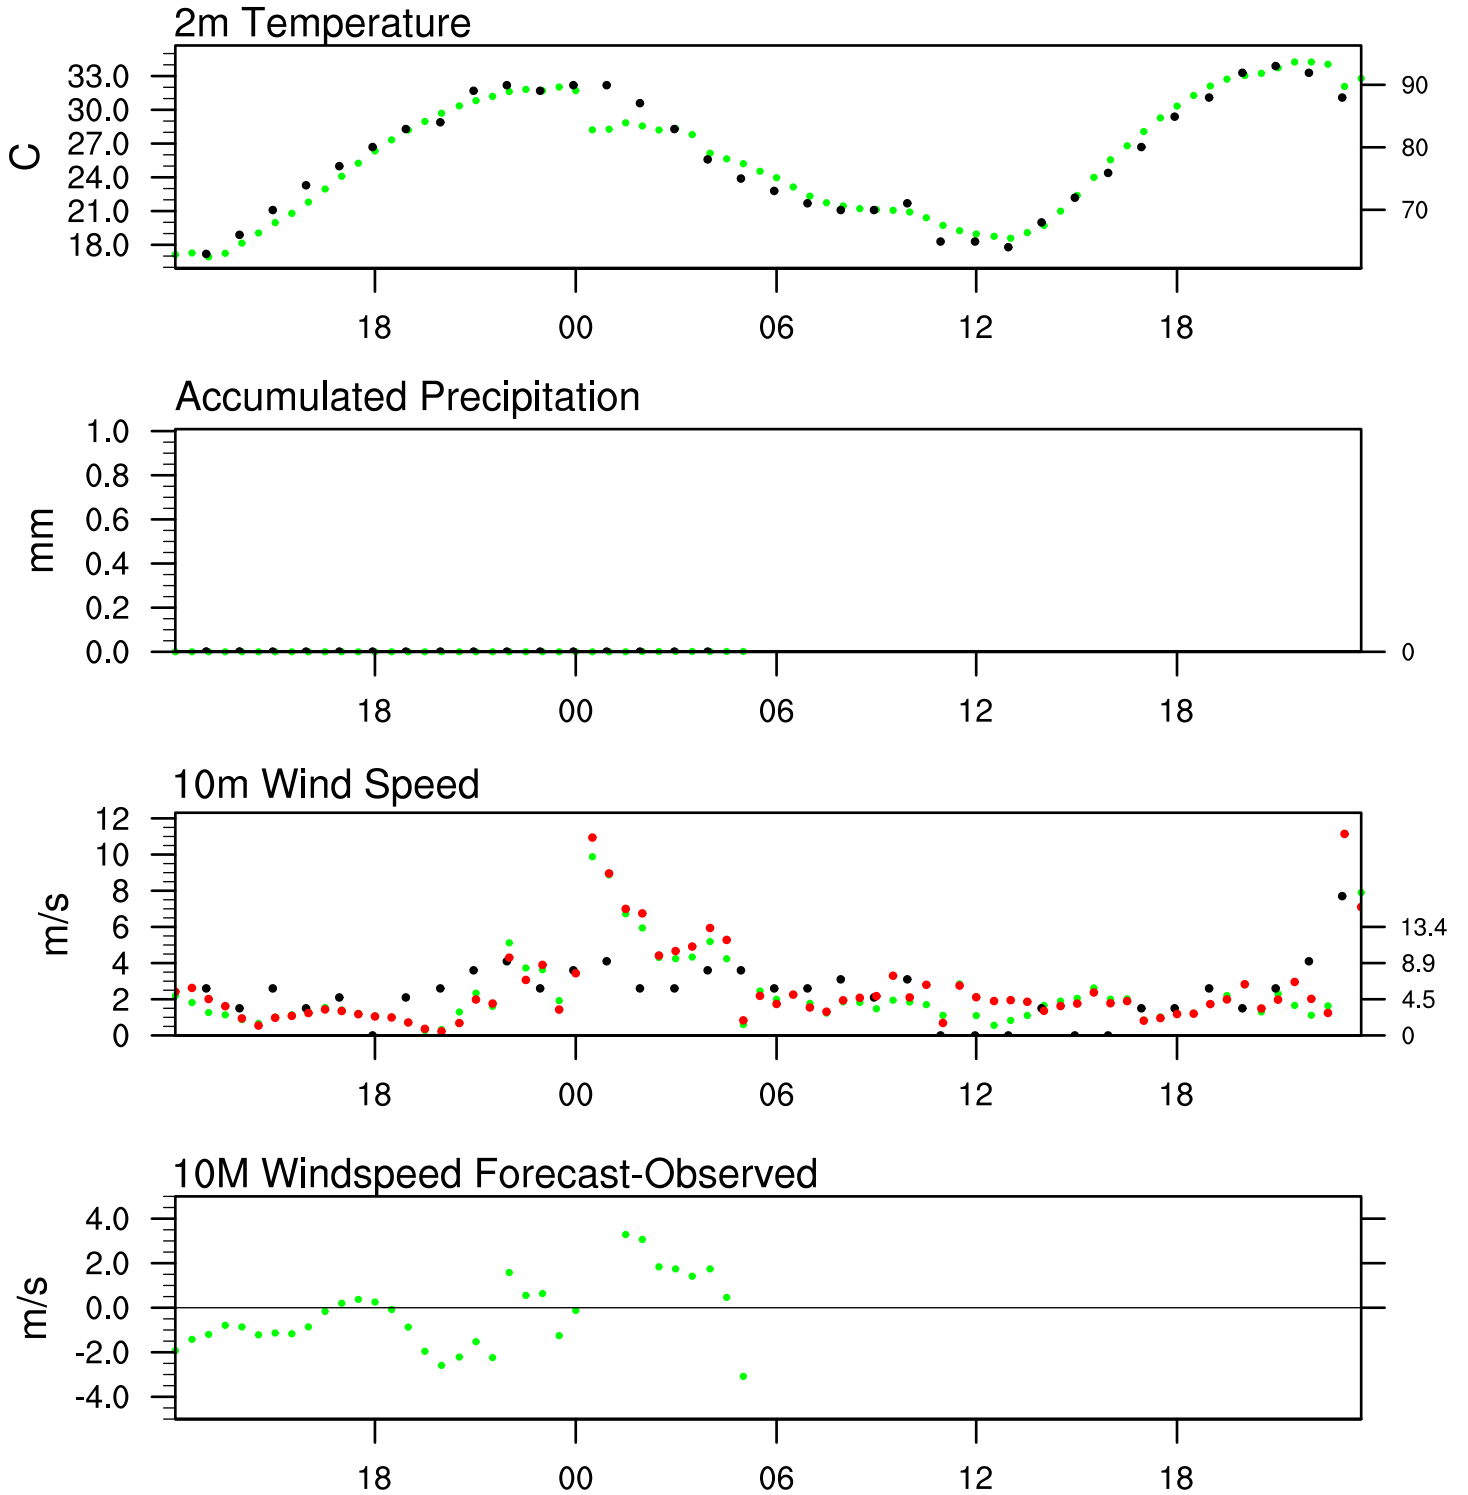 2m Temperature
C
33.0
30.0
27.0
24.0
21.0
18.0
90
80
70
18 00 06 12 18
Accumulated Precipitation
mm
1.0
0.8
0.6
0.4
0.2
0.0
0
18 00 06 12 18
10m Wind Speed
m/s
12
10
8
6
4
2
0
13.4
8.9
4.5
0
18 00 06 12 18
10M Windspeed Forecast-Observed
m/s
4.0
2.0
0.0
-2.0
-4.0
18 00 06 12 18